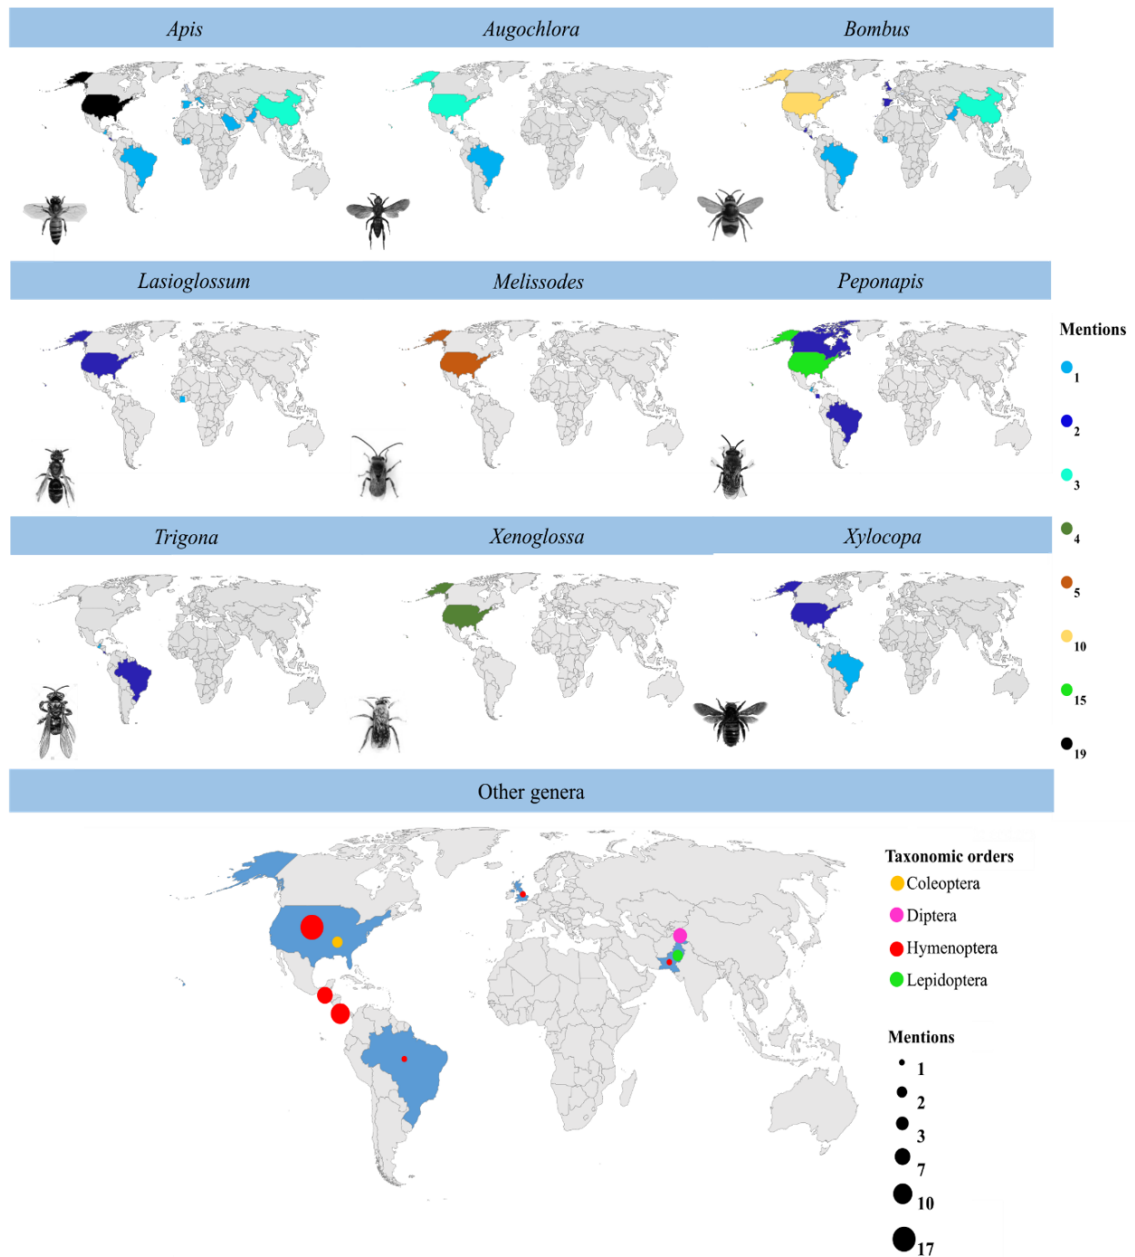 Apis Augochlora Bombus
Lasioglossum Melissodes Peponapis
Mentions
1
2
3
Trigona Xenoglossa Xylocopa
4
5
10
15
19
Other genera
Taxonomic orders
Coleoptera
Diptera
Hymenoptera
Lepidoptera
Mentions
1
2
3
7
10
17